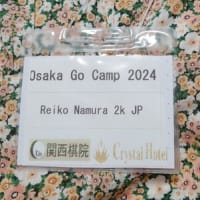 Osaka Go Camp 2024
Reiko Namura 2k JP
関西棋院 Crystal Hotel